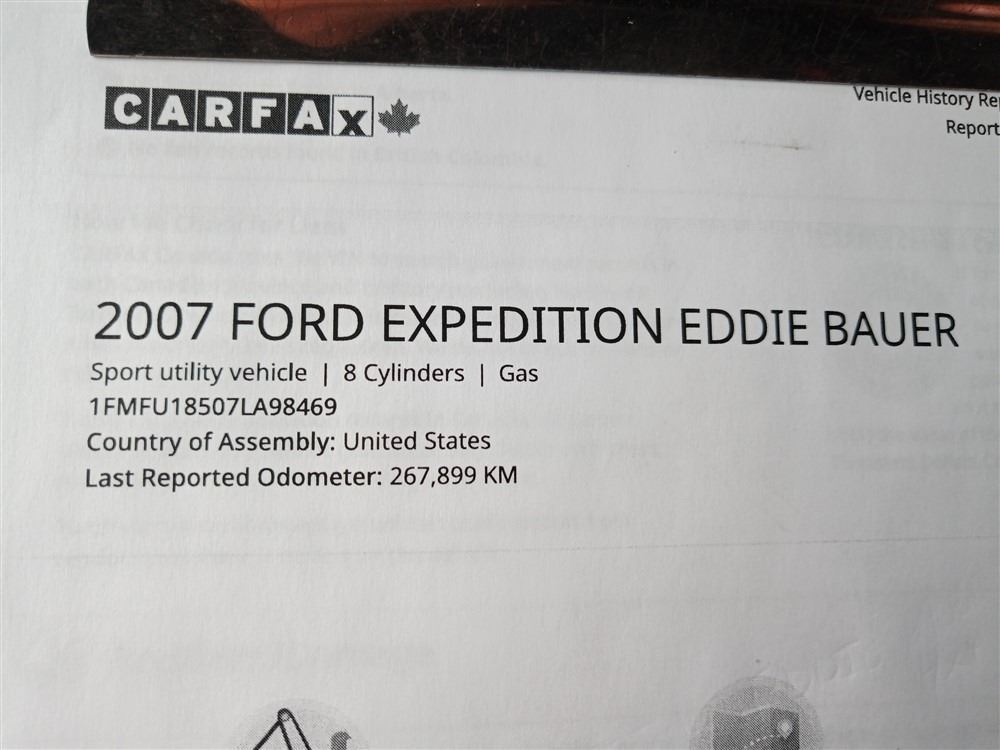 CARFAX
Vehicle History
Report
2007 FORD EXPEDITION EDDIE BAUER
Sport utility vehicle | 8 Cylinders | Gas
1FMFU18507LA98469
Country of Assembly: United States
Last Reported Odometer: 267,899 KM